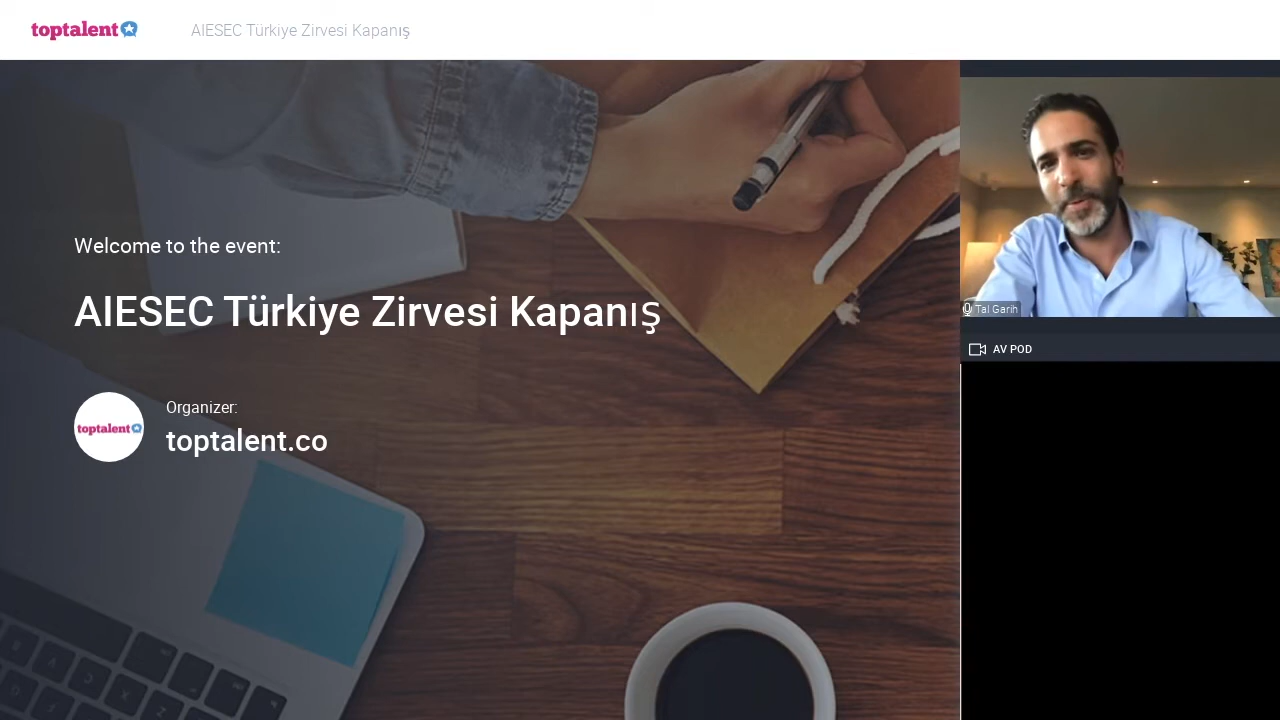 toptalent
AIESEC Türkiye Zirvesi Kapanış
Welcome to the event:
AIESEC Türkiye Zirvesi Kapanış
toptalent
Organizer:
toptalent.co
Tal Garih
AV POD